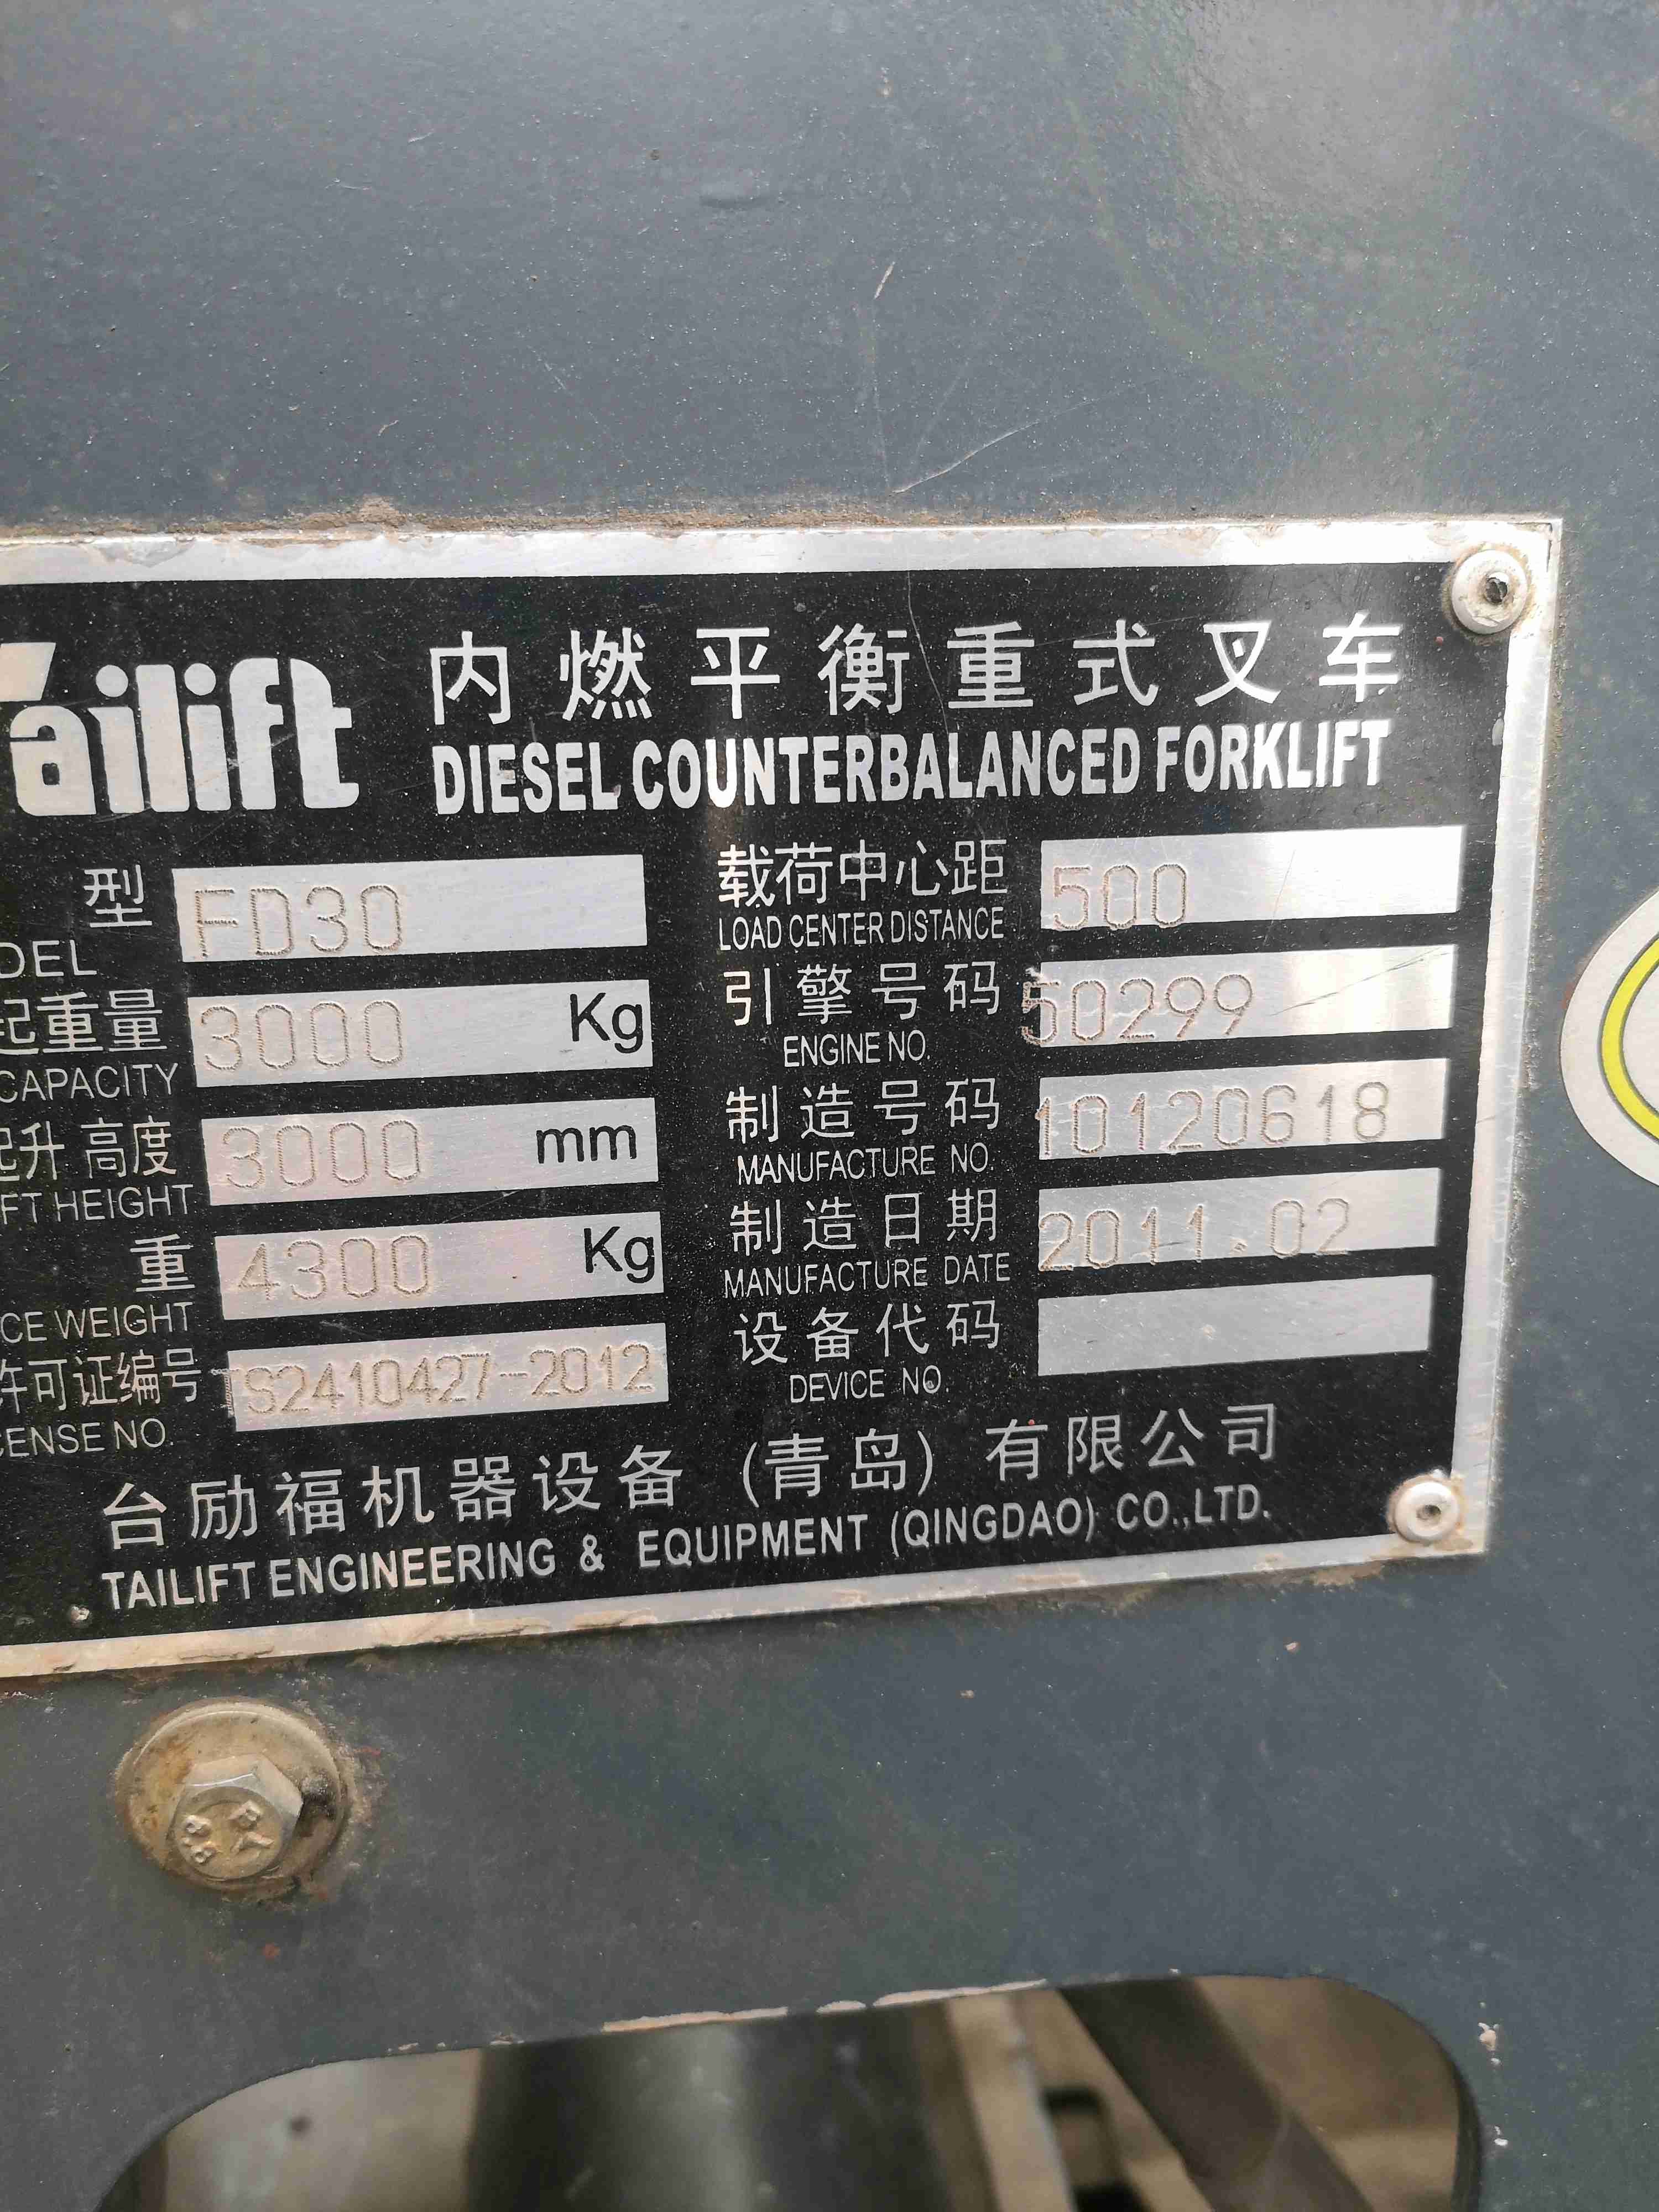 Tailift 内燃平衡重式叉车
DIESEL COUNTERBALANCED FORKLIFT
型 FD30 载荷中心距 500
DEL LOAD CENTER DISTANCE
起重量 3000 Kg 引擎号码 50299
CAPACITY ENGINE NO.
起升高度 3000 mm 制造号码 10120618
FT HEIGHT MANUFACTURE NO.
重 4300 Kg 制造日期 2011.02
CE WEIGHT MANUFACTURE DATE
许可证编号 TS2410427-2012 设备代码
CENSE NO. DEVICE NO.
台励福机器设备(青岛)有限公司
TAILIFT ENGINEERING & EQUIPMENT (QINGDAO) CO.,LTD.
8.8